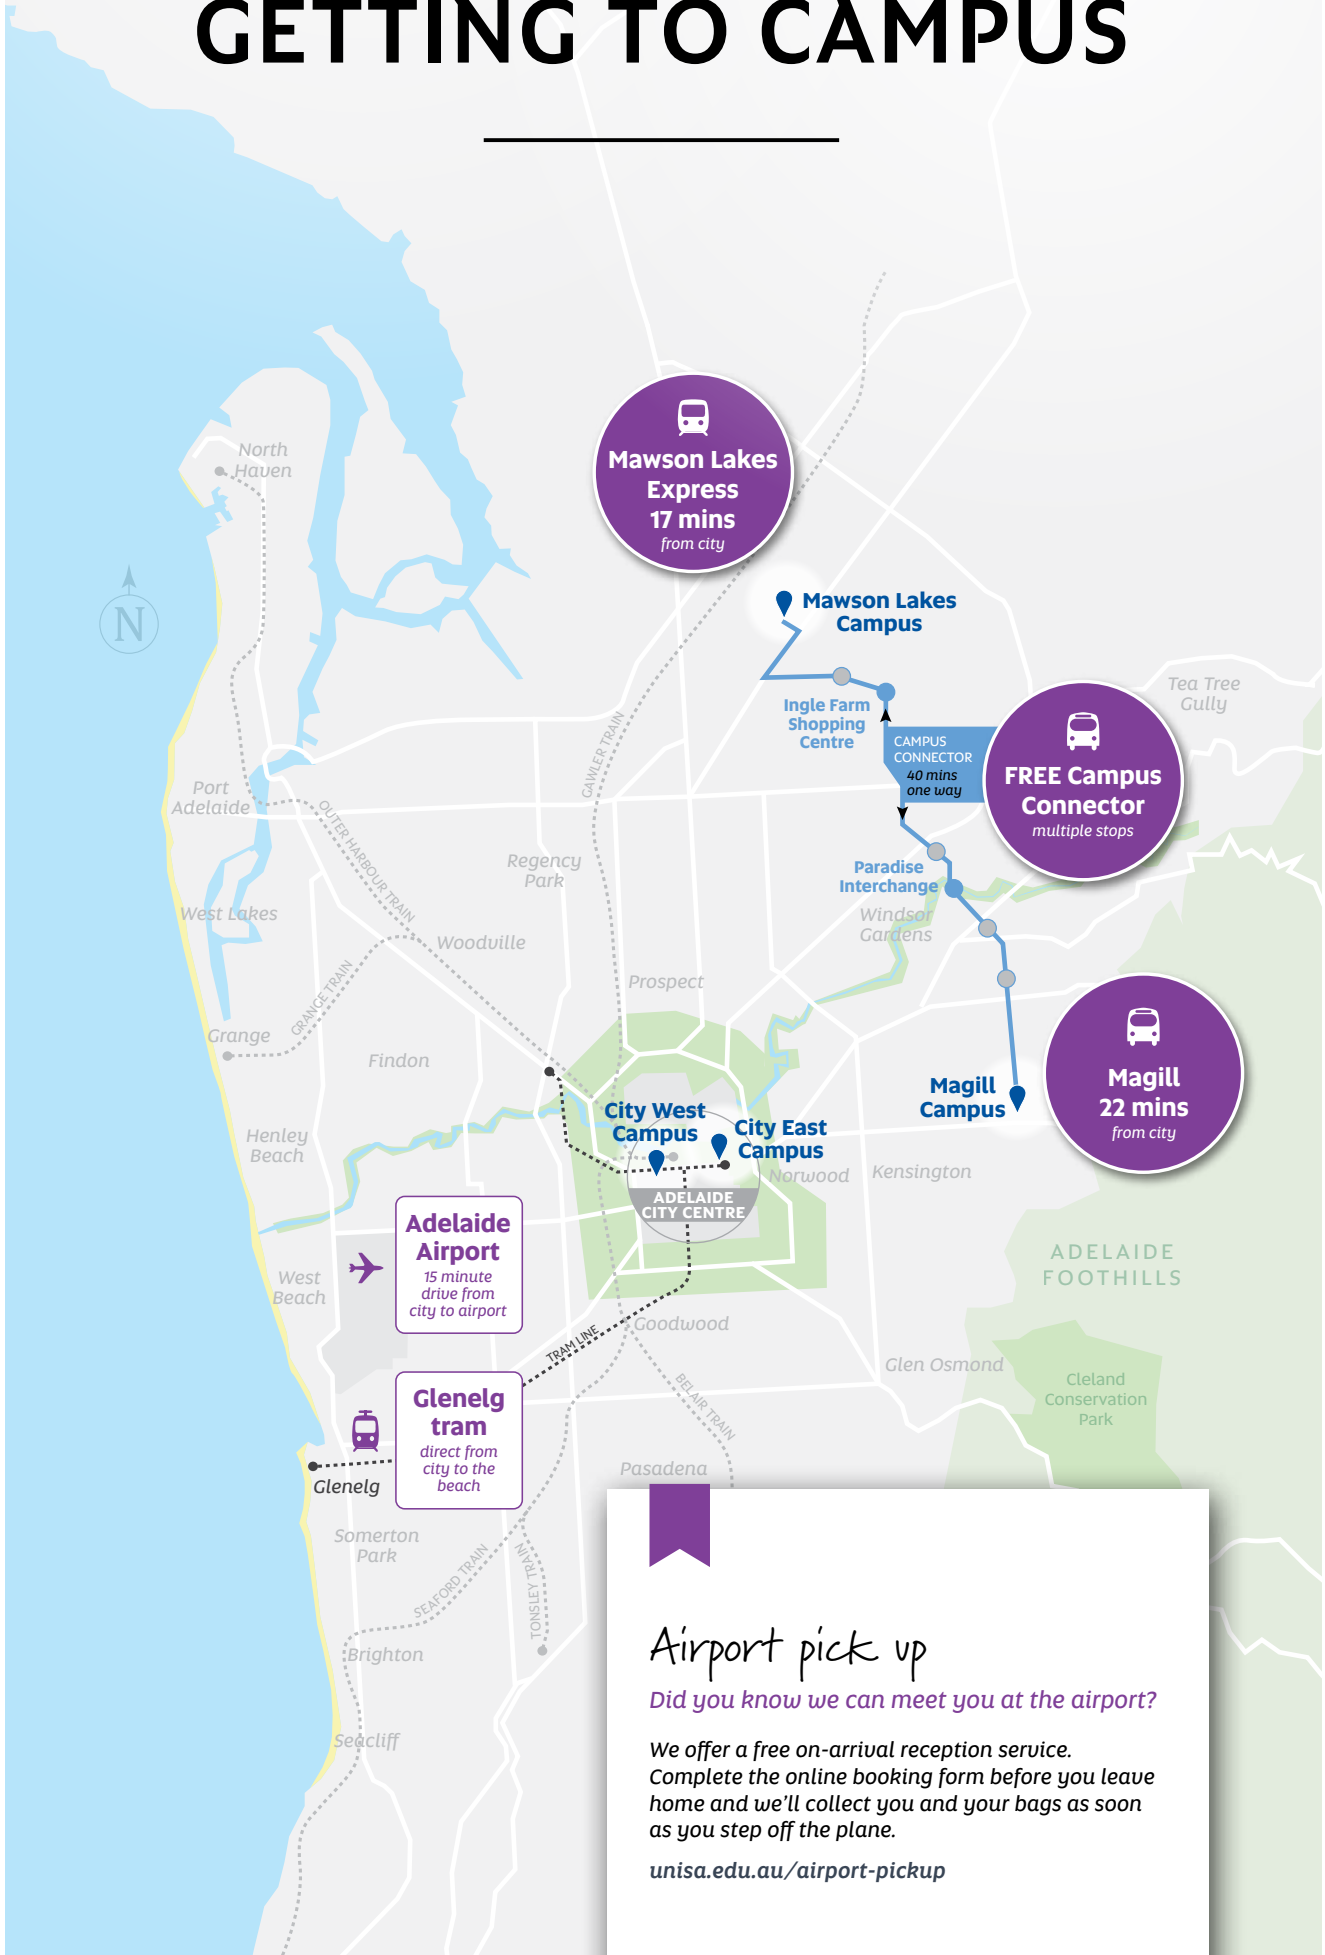 GETTING TO CAMPUS
Mawson Lakes
Express
17 mins
from city
North
Haven
N
Mawson Lakes
Campus
Tea Tree
Gully
Ingle Farm
Shopping
Centre
CAMPUS
CONNECTOR
40 mins
one way
FREE Campus
Connector
multiple stops
GAWLER TRAIN
Port
Adelaide
OUTER HARBOUR TRAIN
Regency
Park
Paradise
Interchange
West Lakes
Windsor
Gardens
Woodville
Prospect
GRANGE TRAIN
Grange
Findon
Magill
22 mins
from city
Magill
Campus
City West
Campus
City East
Campus
Henley
Beach
Norwood
Kensington
ADELAIDE
CITY CENTRE
Adelaide
Airport
15 minute
drive from
city to airport
ADELAIDE
FOOTHILLS
West
Beach
Goodwood
TRAM LINE
Glen Osmond
Cleland
Conservation
Park
BELAIR TRAIN
Glenelg
tram
direct from
city to the
beach
Glenelg
Pasadena
Somerton
Park
SEAFORD TRAIN
TONSLEY TRAIN
Brighton
Seacliff
Airport pick up
Did you know we can meet you at the airport?
We offer a free on-arrival reception service.
Complete the online booking form before you leave
home and we'll collect you and your bags as soon
as you step off the plane.
unisa.edu.au/airport-pickup